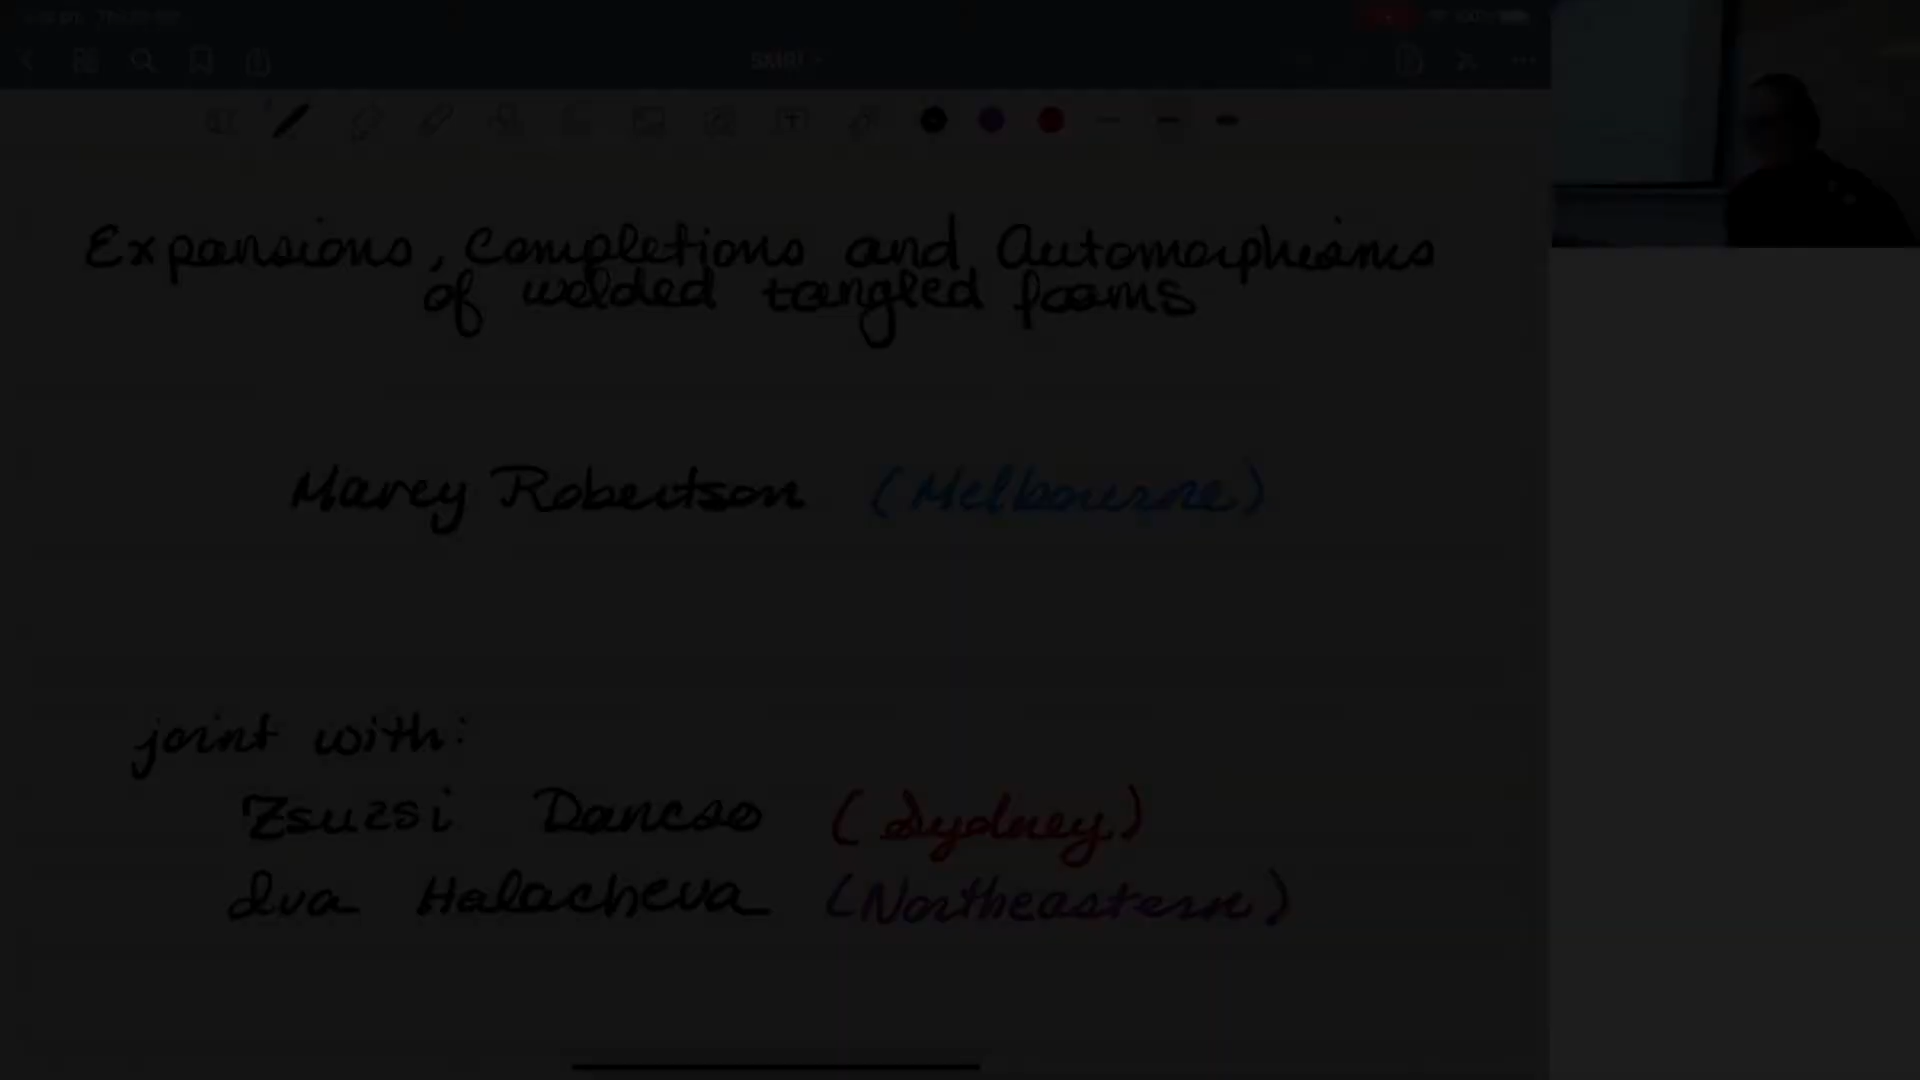 Expansions, Completions and Automorphisms
of welded tangled foams
Marcy Robertson (Melbourne)
joint with:
Zsuzsi Dancso (Sydney)
Iva Halacheva (Northeastern)